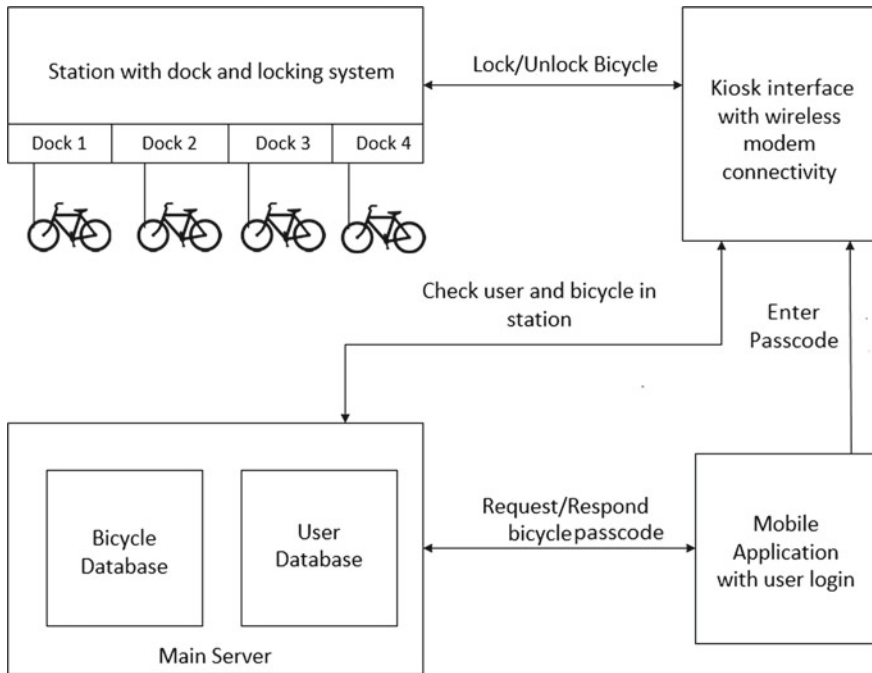 Station with dock and locking system
Dock 1
Dock 2
Dock 3
Dock 4
Lock/Unlock Bicycle
Kiosk interface
with wireless
modem
connectivity
Check user and bicycle in
station
Enter
Passcode
Bicycle
Database
User
Database
Main Server
Request/Respond
bicycle passcode
Mobile
Application
with user login